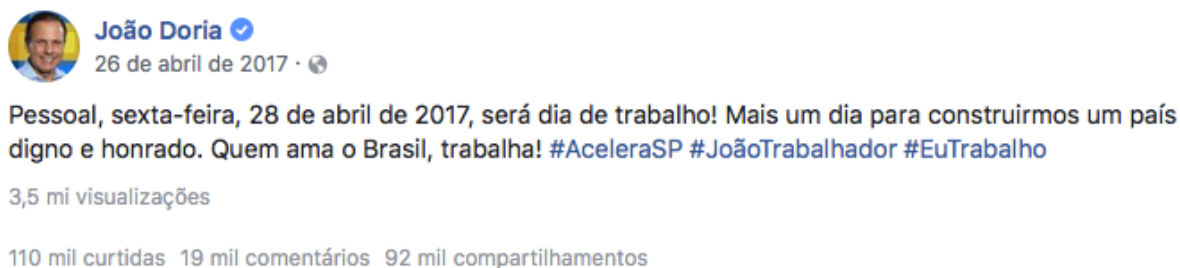 João Doria
26 de abril de 2017 ·
Pessoal, sexta-feira, 28 de abril de 2017, será dia de trabalho! Mais um dia para construirmos um país
digno e honrado. Quem ama o Brasil, trabalha! #AceleraSP #JoãoTrabalhador #EuTrabalho
3,5 mi visualizações
110 mil curtidas 19 mil comentários 92 mil compartilhamentos